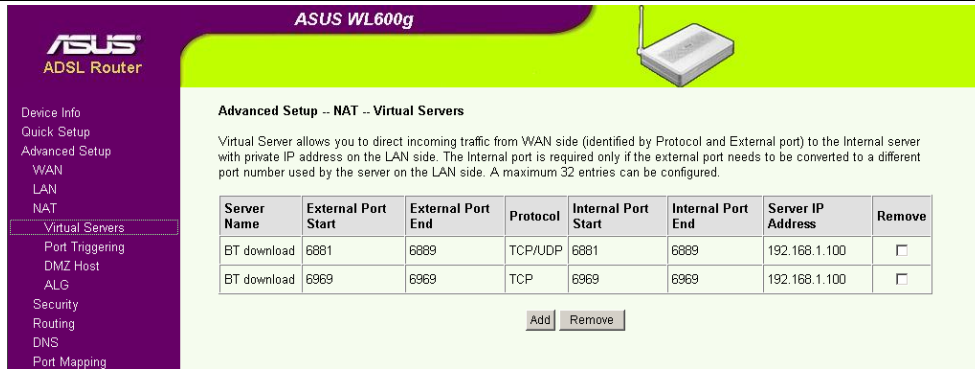 ASUS WL600g
ASUS
ADSL Router
Device Info
Quick Setup
Advanced Setup
WAN
LAN
NAT
Virtual Servers
Port Triggering
DMZ Host
ALG
Security
Routing
DNS
Port Mapping
Advanced Setup -- NAT -- Virtual Servers
Virtual Server allows you to direct incoming traffic from WAN side (identified by Protocol and External port) to the Internal server
with private IP address on the LAN side. The Internal port is required only if the external port needs to be converted to a different
port number used by the server on the LAN side. A maximum 32 entries can be configured.
Server Name External Port Start External Port End Protocol Internal Port Start Internal Port End Server IP Address Remove
BT download 6881 6889 TCP/UDP 6881 6889 192.168.1.100
BT download 6969 6969 TCP 6969 6969 192.168.1.100
Add Remove